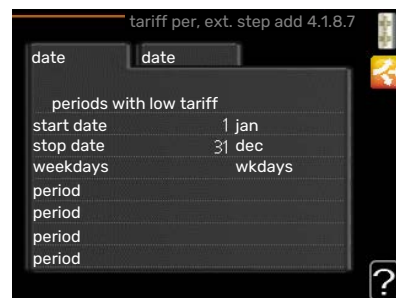 tariff per, ext. step add 4.1.8.7
date date
periods with low tariff
start date 1 jan
stop date 31 dec
weekdays wkdays
period
period
period
period
?